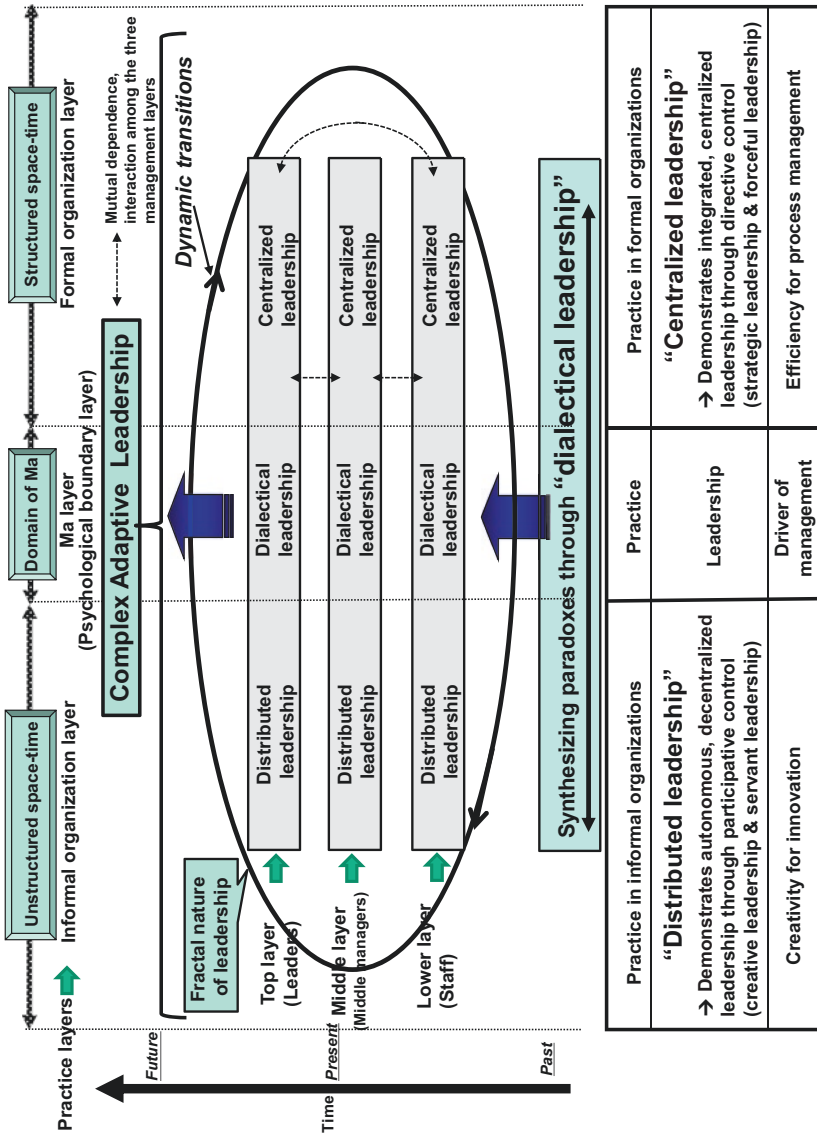 Unstructured space-time
Domain of Ma
Structured space-time
Practice layers
Informal organization layer
Ma layer
(Psychological boundary layer)
Formal organization layer
Complex Adaptive Leadership
Mutual dependence,
interaction among the three
management layers
Future
Dynamic transitions
Fractal nature
of leadership
Top layer
(Leaders)
Distributed
leadership
Dialectical
leadership
Centralized
leadership
Time
Present
Middle layer
(Middle managers)
Distributed
leadership
Dialectical
leadership
Centralized
leadership
Lower layer
(Staff)
Distributed
leadership
Dialectical
leadership
Centralized
leadership
Past
Synthesizing paradoxes through “dialectical leadership”
Practice in informal organizations
Practice
Practice in formal organizations
“Distributed leadership”
→ Demonstrates autonomous, decentralized
leadership through participative control
(creative leadership & servant leadership)
Leadership
“Centralized leadership”
→ Demonstrates integrated, centralized
leadership through directive control
(strategic leadership & forceful leadership)
Creativity for innovation
Driver of
management
Efficiency for process management